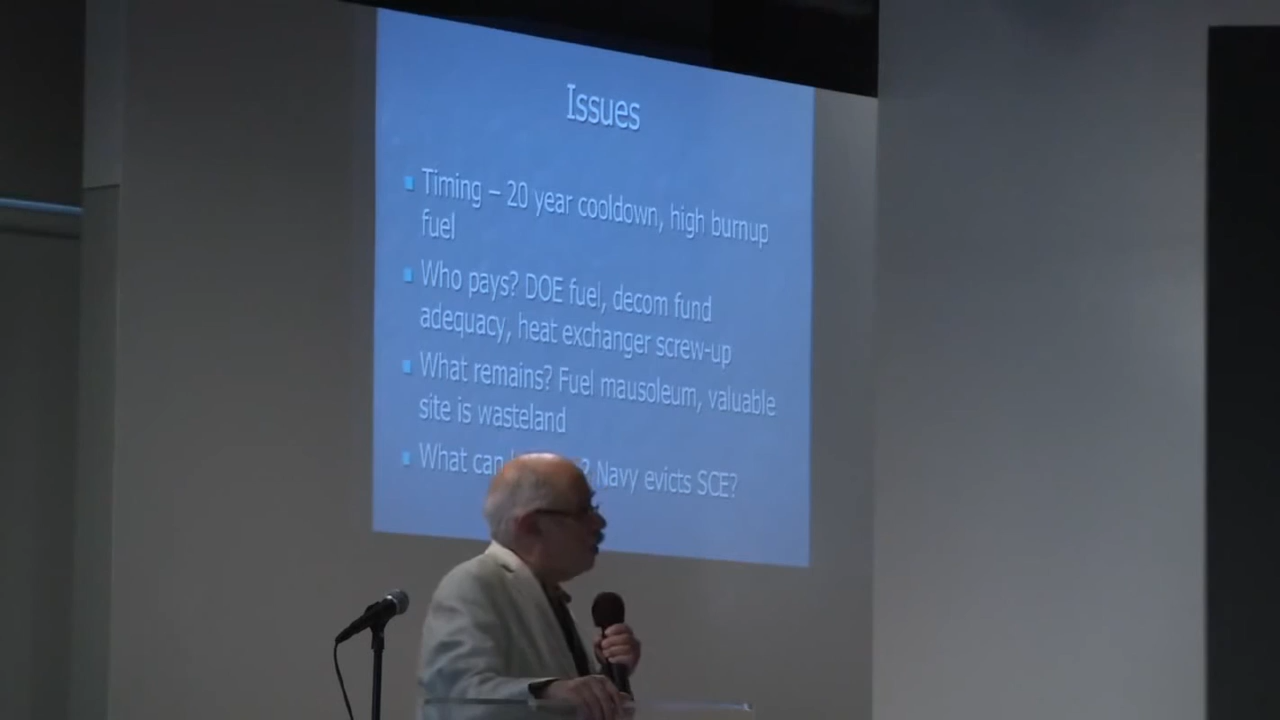 Issues
Timing – 20 year cooldown, high burnup
fuel
Who pays? DOE fuel, decom fund
adequacy, heat exchanger screw-up
What remains? Fuel mausoleum, valuable
site is wasteland
What can ? Navy evicts SCE?